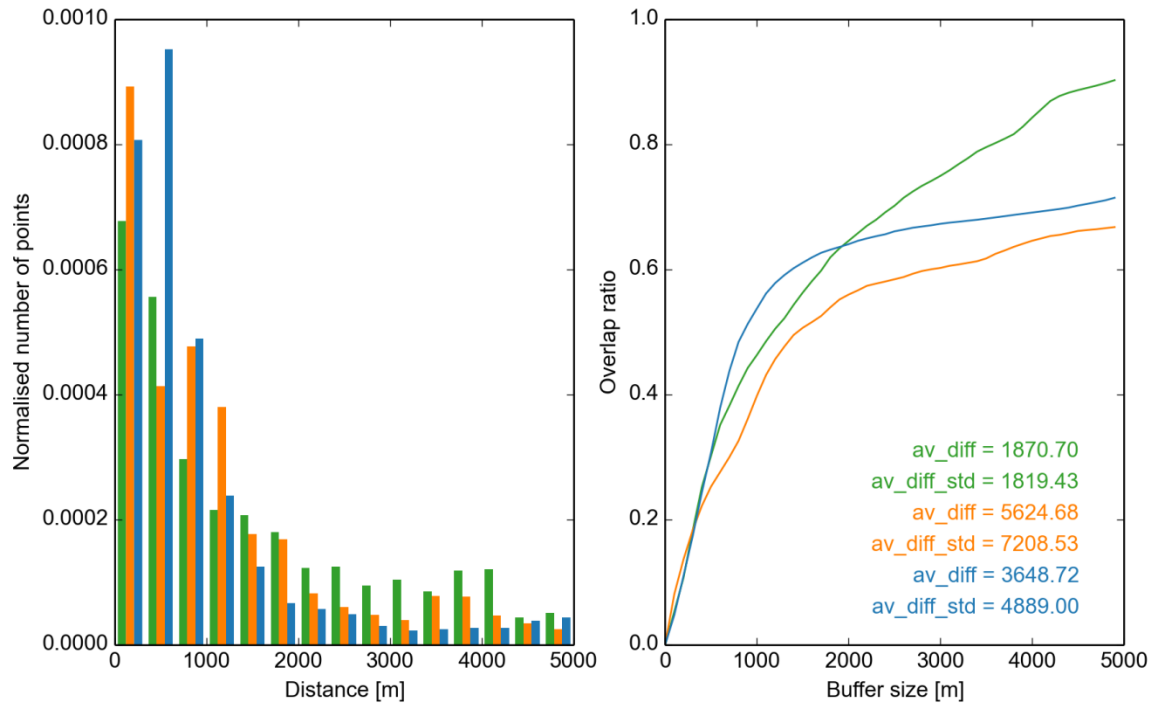 0.0010
0.0008
0.0006
0.0004
0.0002
0.0000
Normalised number of points
0 1000 2000 3000 4000 5000
Distance [m]
1.0
0.8
0.6
0.4
0.2
0.0
Overlap ratio
av_diff = 1870.70
av_diff_std = 1819.43
av_diff = 5624.68
av_diff_std = 7208.53
av_diff = 3648.72
av_diff_std = 4889.00
0 1000 2000 3000 4000 5000
Buffer size [m]